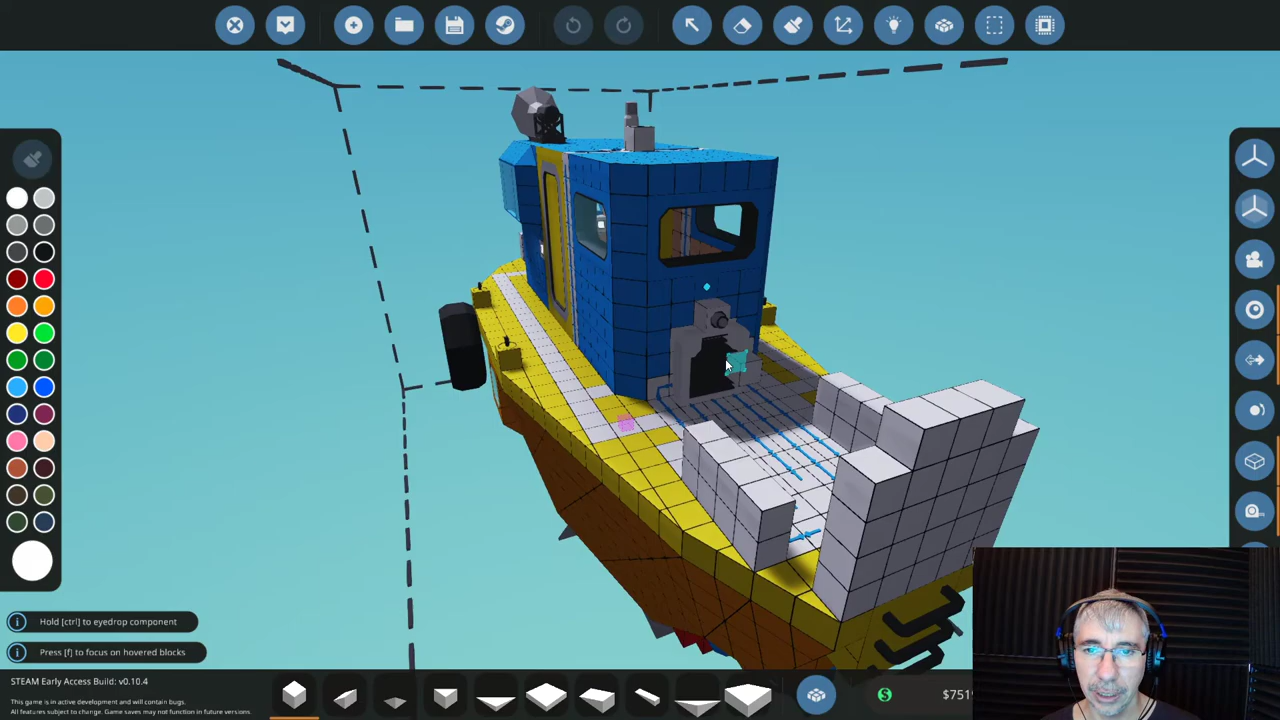 Hold [ctrl] to eyedrop component
Press [f] to focus on hovered blocks
STEAM Early Access Build: v0.10.4
This game is in active development and will contain bugs.
All features subject to change. Game saves may not function in future versions.
$7519